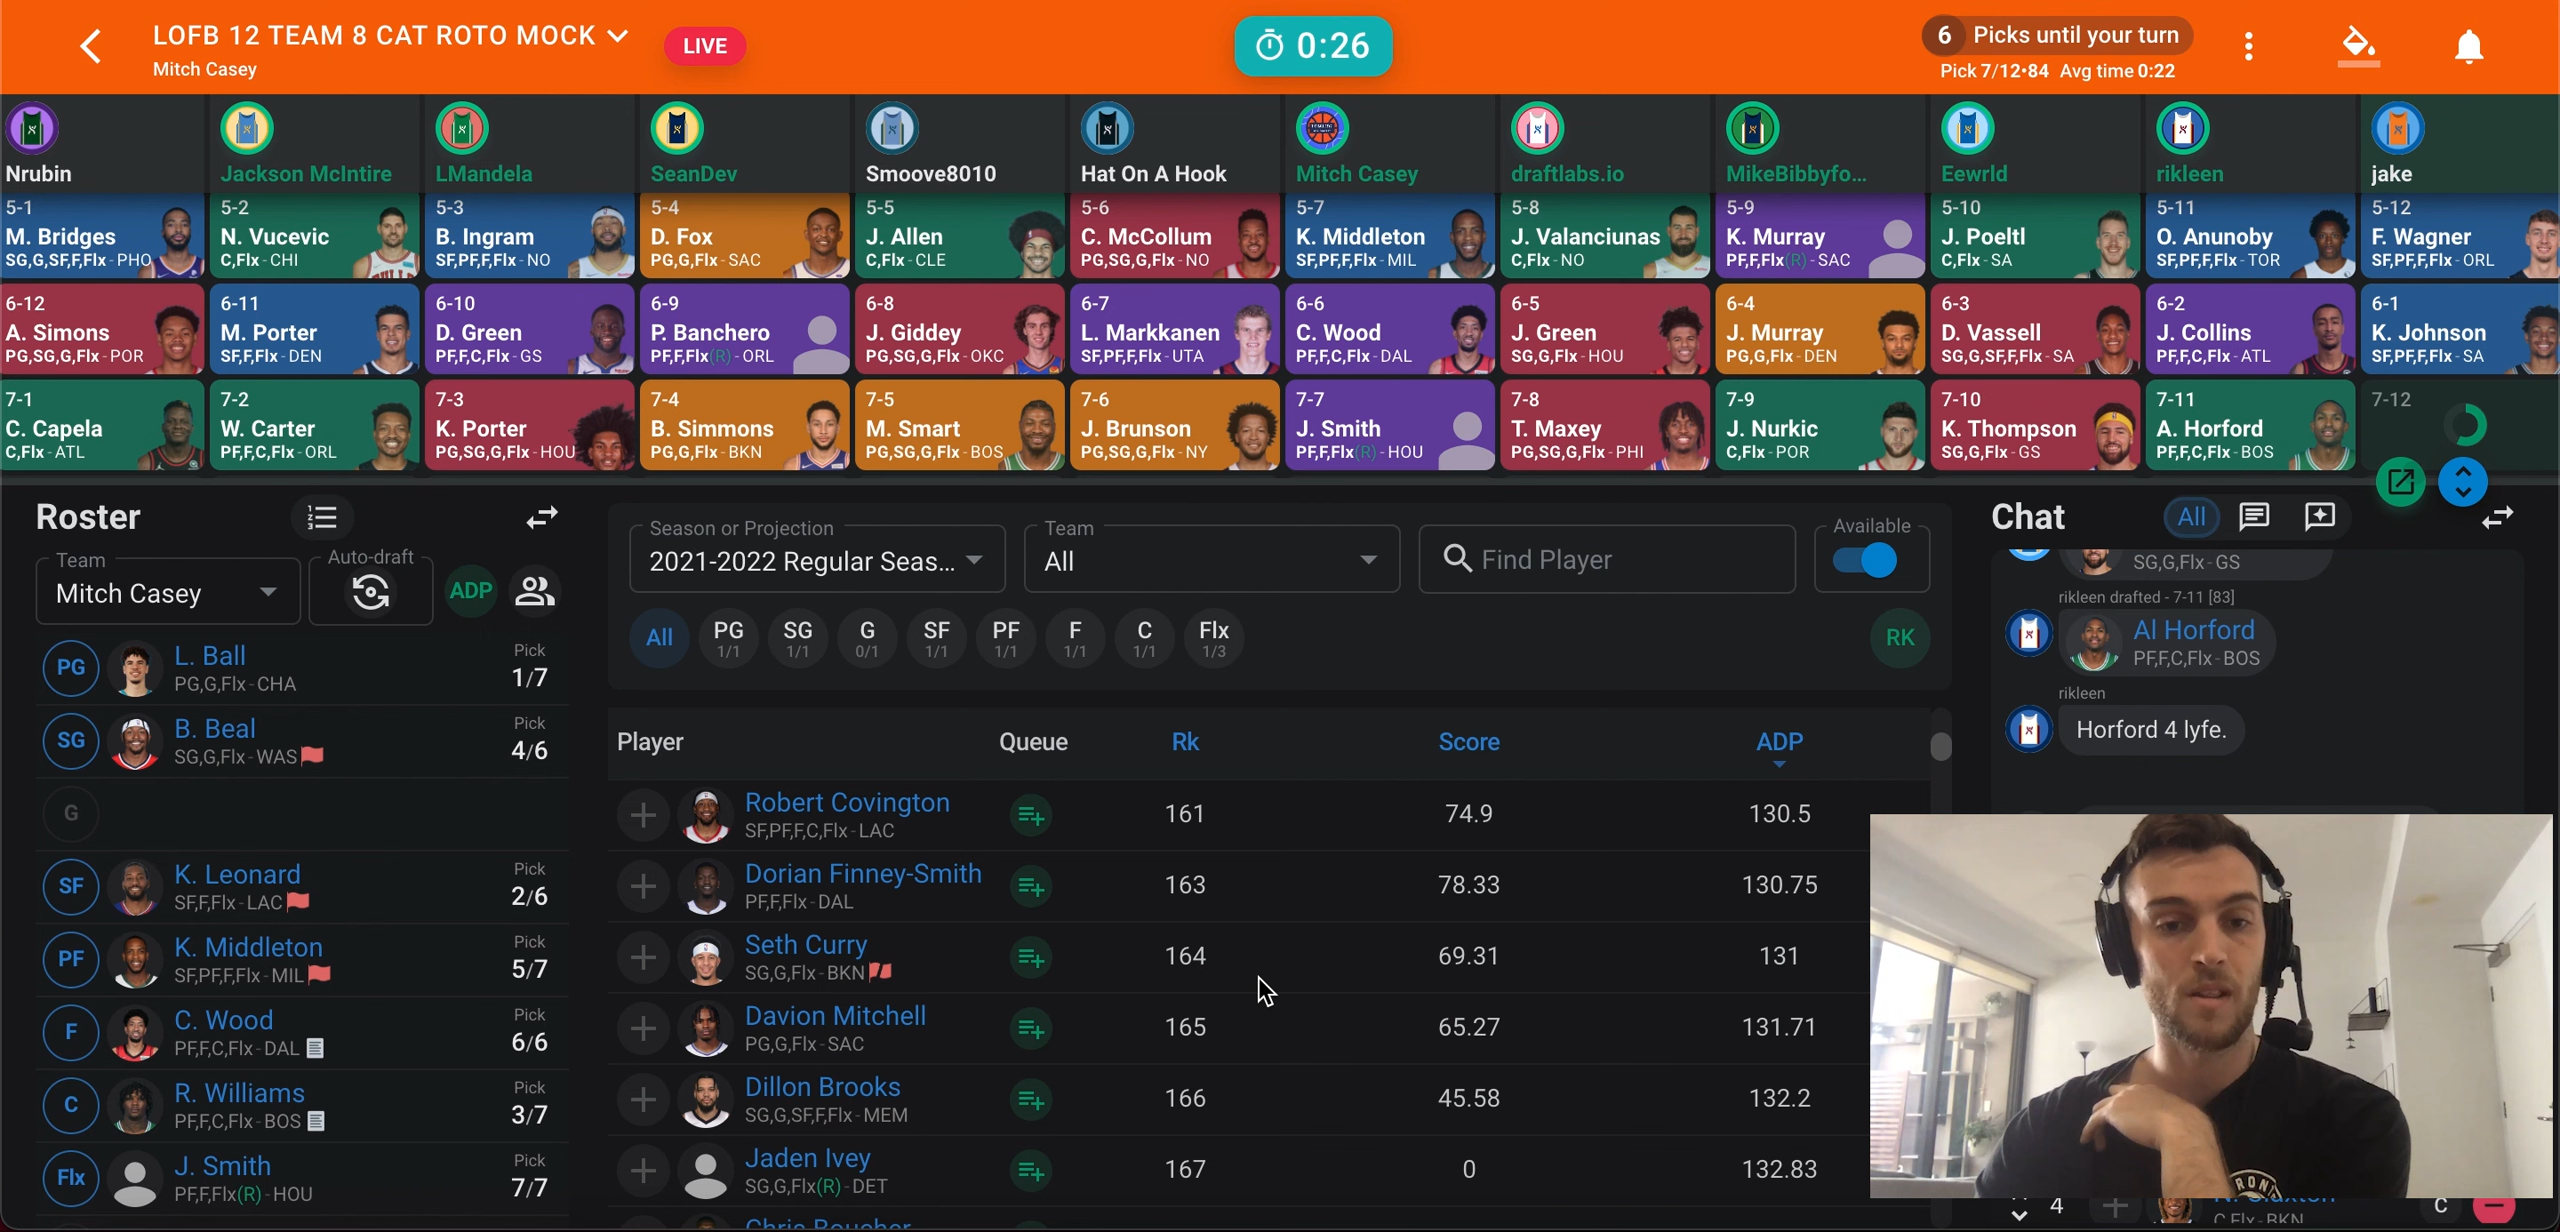 LOFB 12 TEAM 8 CAT ROTO MOCK
Mitch Casey
LIVE
0:26
6 Picks until your turn
Pick 7/12•84 Avg time 0:22
Nrubin
Jackson McIntire
LMandela
SeanDev
Smoove8010
Hat On A Hook
Mitch Casey
draftlabs.io
MikeBibbyfo...
Eewrld
rikleen
jake
5-1
M. Bridges
SG,G,SF,F,Flx - PHO
5-2
N. Vucevic
C,Flx - CHI
5-3
B. Ingram
SF,PF,F,Flx - NO
5-4
D. Fox
PG,G,Flx - SAC
5-5
J. Allen
C,Flx - CLE
5-6
C. McCollum
PG,SG,G,Flx - NO
5-7
K. Middleton
SF,PF,F,Flx - MIL
5-8
J. Valanciunas
C,Flx - NO
5-9
K. Murray
PF,F,Flx(R) - SAC
5-10
J. Poeltl
C,Flx - SA
5-11
O. Anunoby
SF,PF,F,Flx - TOR
5-12
F. Wagner
SF,PF,F,Flx - ORL
6-12
A. Simons
PG,SG,G,Flx - POR
6-11
M. Porter
SF,F,Flx - DEN
6-10
D. Green
PF,F,C,Flx - GS
6-9
P. Banchero
PF,F,Flx(R) - ORL
6-8
J. Giddey
PG,SG,G,Flx - OKC
6-7
L. Markkanen
SF,PF,F,Flx - UTA
6-6
C. Wood
PF,F,C,Flx - DAL
6-5
J. Green
SG,G,Flx - HOU
6-4
J. Murray
PG,G,Flx - DEN
6-3
D. Vassell
SG,G,SF,F,Flx - SA
6-2
J. Collins
PF,F,C,Flx - ATL
6-1
K. Johnson
SF,PF,F,Flx - SA
7-1
C. Capela
C,Flx - ATL
7-2
W. Carter
PF,F,C,Flx - ORL
7-3
K. Porter
PG,SG,G,Flx - HOU
7-4
B. Simmons
PG,G,Flx - BKN
7-5
M. Smart
PG,SG,G,Flx - BOS
7-6
J. Brunson
PG,SG,G,Flx - NY
7-7
J. Smith
PF,F,Flx(R) - HOU
7-8
T. Maxey
PG,SG,G,Flx - PHI
7-9
J. Nurkic
C,Flx - POR
7-10
K. Thompson
SG,G,Flx - GS
7-11
A. Horford
PF,F,C,Flx - BOS
7-12
Roster
Team
Mitch Casey
Auto-draft
ADP
PG
L. Ball
PG,G,Flx - CHA
Pick
1/7
SG
B. Beal
SG,G,Flx - WAS
Pick
4/6
G
SF
K. Leonard
SF,F,Flx - LAC
Pick
2/6
PF
K. Middleton
SF,PF,F,Flx - MIL
Pick
5/7
F
C. Wood
PF,F,C,Flx - DAL
Pick
6/6
C
R. Williams
PF,F,C,Flx - BOS
Pick
3/7
Flx
J. Smith
PF,F,Flx(R) - HOU
Pick
7/7
Season or Projection
2021-2022 Regular Seas...
Team
All
Find Player
Available
All
PG
1/1
SG
1/1
G
0/1
SF
1/1
PF
1/1
F
1/1
C
1/1
Flx
1/3
RK
Player Queue Rk Score ADP
Robert Covington
SF,PF,F,C,Flx - LAC
161 74.9 130.5
Dorian Finney-Smith
PF,F,Flx - DAL
163 78.33 130.75
Seth Curry
SG,G,Flx - BKN
164 69.31 131
Davion Mitchell
PG,G,Flx - SAC
165 65.27 131.71
Dillon Brooks
SG,G,SF,F,Flx - MEM
166 45.58 132.2
Jaden Ivey
SG,G,Flx(R) - DET
167 0 132.83
Chris Boucher
Chat
All
SG,G,Flx - GS
rikleen drafted - 7-11 [83]
Al Horford
PF,F,C,Flx - BOS
rikleen
Horford 4 lyfe.
4
C
C,Flx - BKN